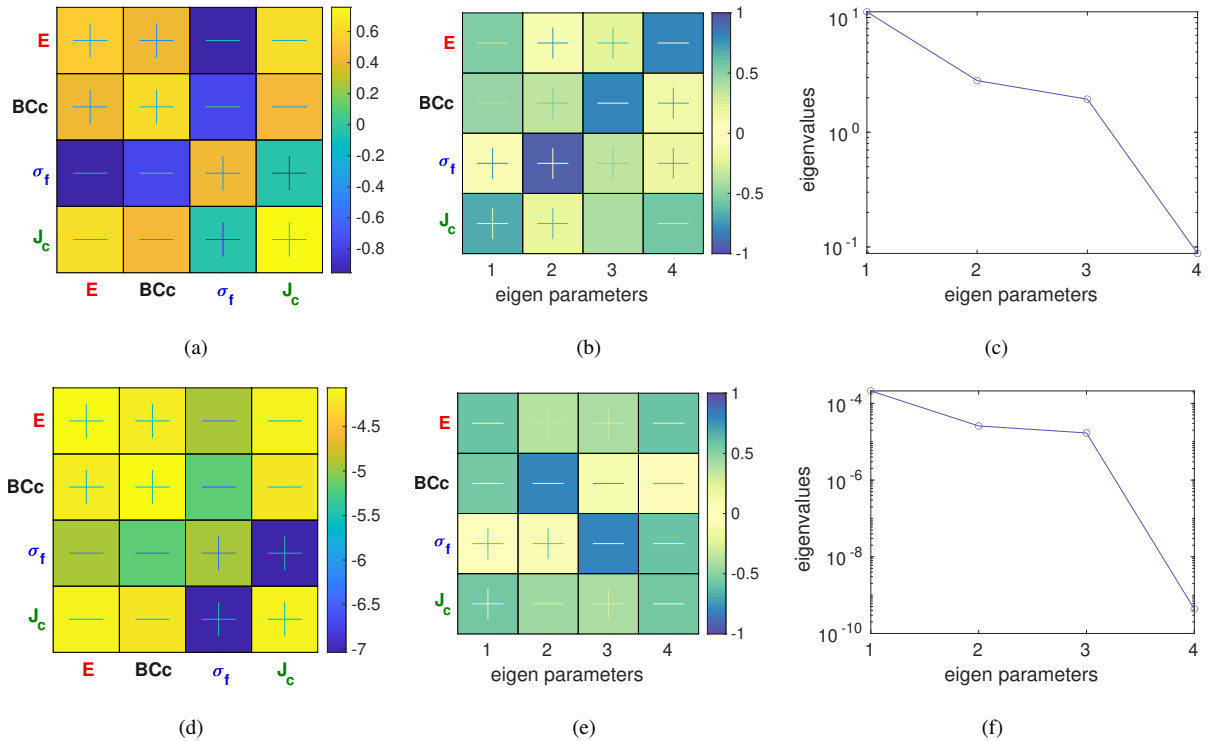 E
BCc
σf
Jc
E BCc σf Jc
0.6
0.4
0.2
0
-0.2
-0.4
-0.6
-0.8
(a)
E
BCc
σf
Jc
1 2 3 4
eigen parameters
1
0.5
0
-0.5
-1
(b)
eigenvalues
10^1
10^0
10^-1
1 2 3 4
eigen parameters
(c)
E
BCc
σf
Jc
E BCc σf Jc
-4.5
-5
-5.5
-6
-6.5
-7
(d)
E
BCc
σf
Jc
1 2 3 4
eigen parameters
1
0.5
0
-0.5
-1
(e)
eigenvalues
10^-4
10^-6
10^-8
10^-10
1 2 3 4
eigen parameters
(f)